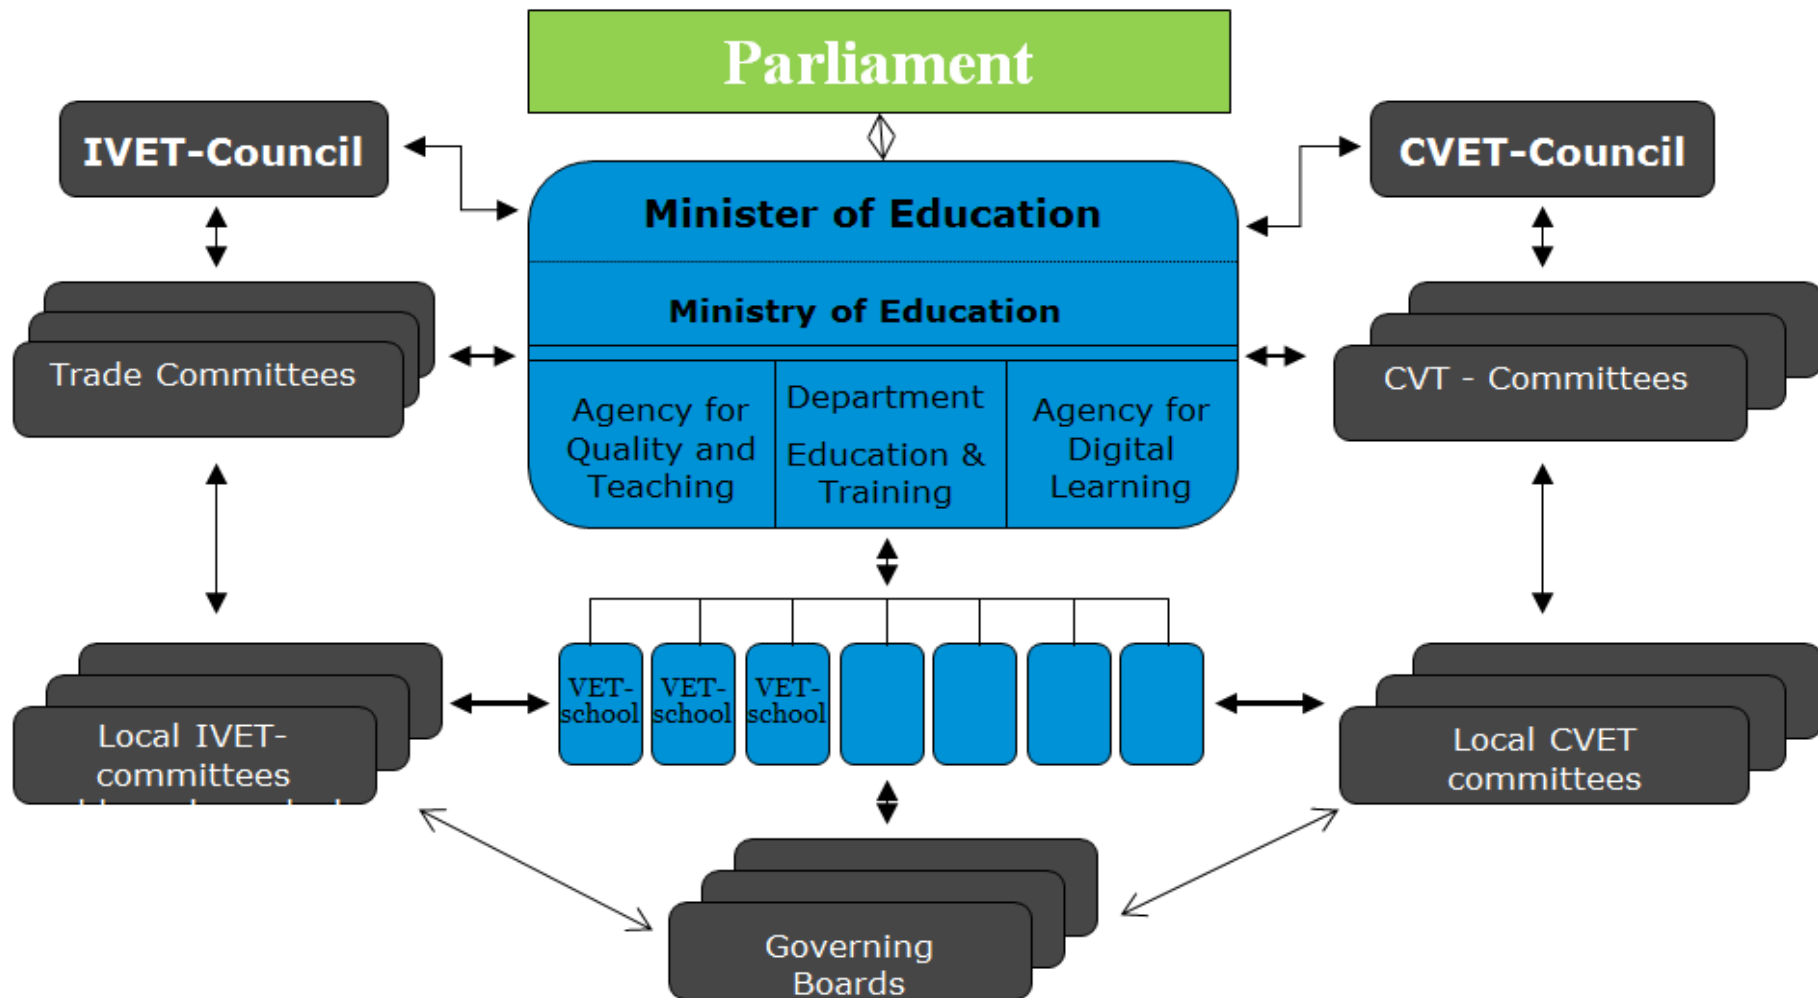 Parliament
IVET-Council
CVET-Council
Minister of Education
Ministry of Education
Trade Committees
CVT - Committees
Agency for
Quality and
Teaching
Department
Education &
Training
Agency for
Digital
Learning
VET-
school
VET-
school
VET-
school
Local IVET-
committees
Local CVET
committees
Governing
Boards